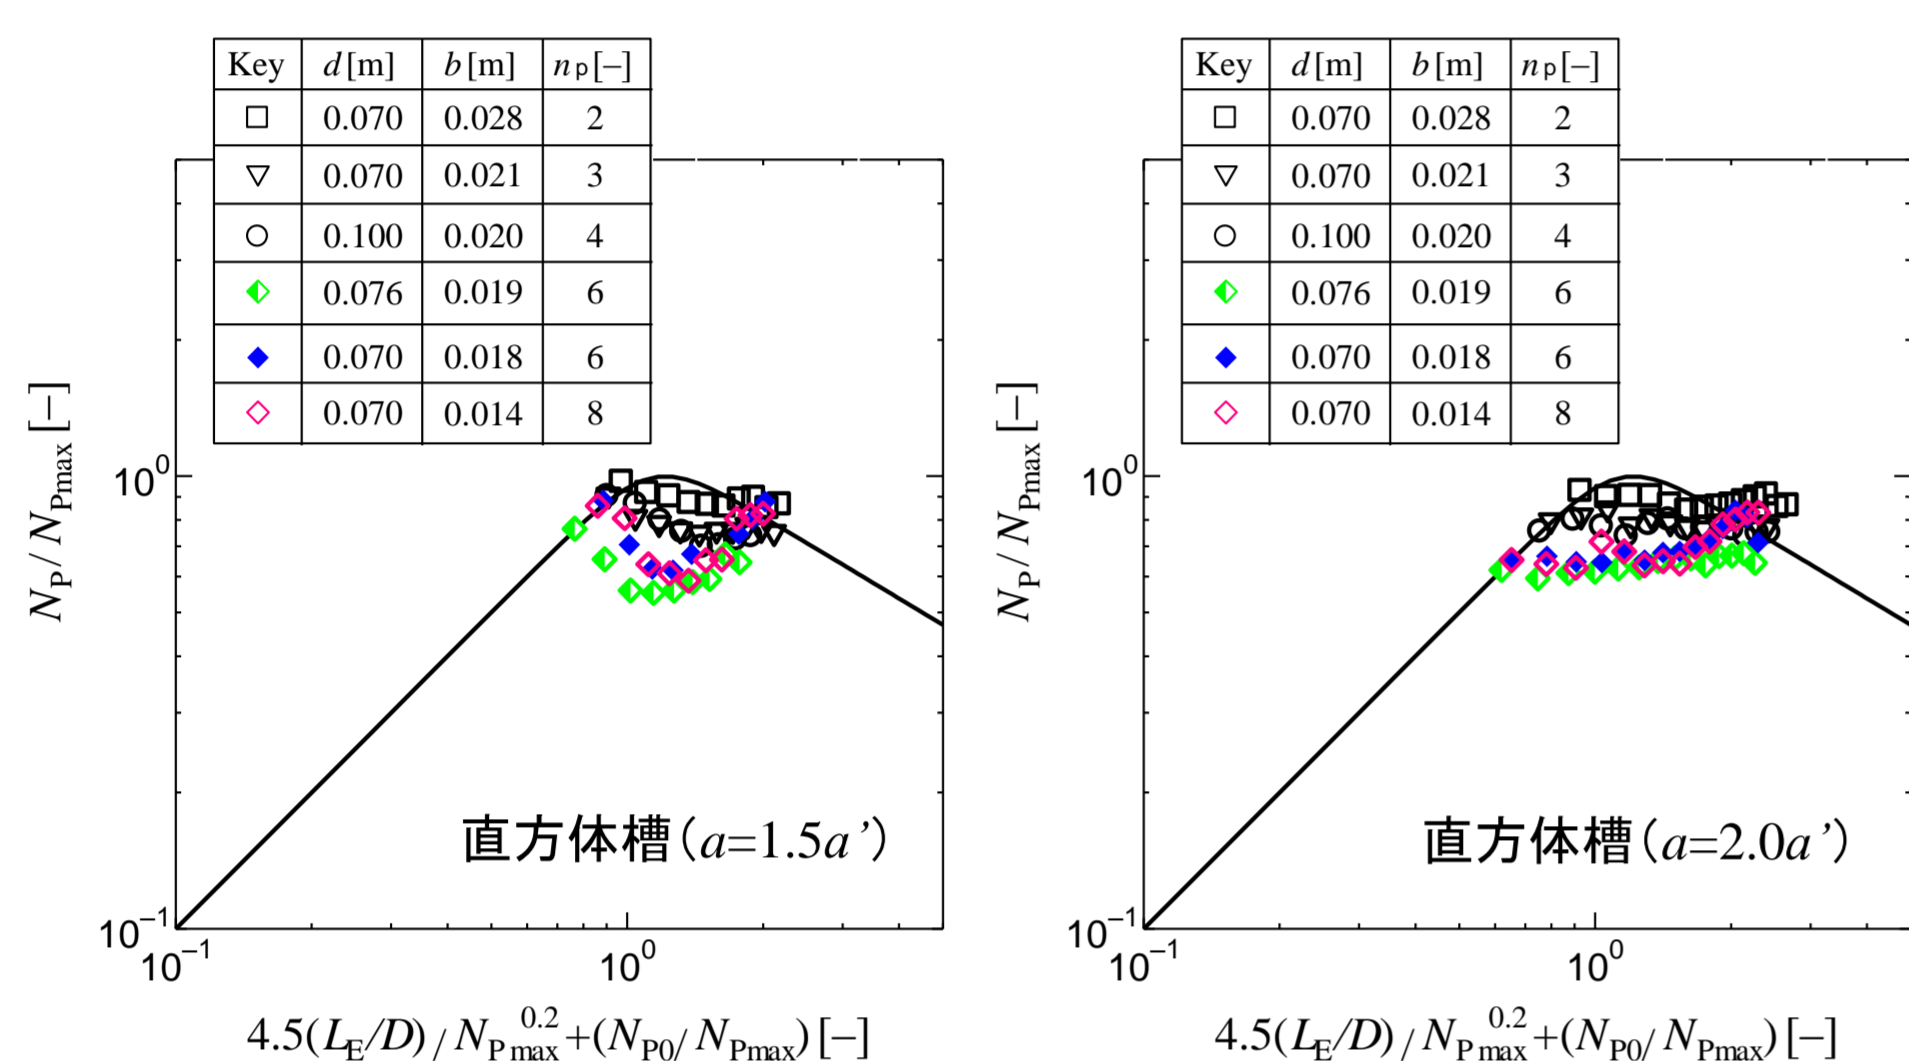 Key d[m] b[m] nP[–]
0.070 0.028 2
0.070 0.021 3
0.100 0.020 4
0.076 0.019 6
0.070 0.018 6
0.070 0.014 8
NP/NPmax[–]
10^0
10^–1
10^–1
10^0
直方体槽(a=1.5a’)
4.5(LE/D)/NPmax^0.2+(NP0/NPmax)[–]
Key d[m] b[m] nP[–]
0.070 0.028 2
0.070 0.021 3
0.100 0.020 4
0.076 0.019 6
0.070 0.018 6
0.070 0.014 8
NP/NPmax[–]
10^0
10^–1
10^–1
10^0
直方体槽(a=2.0a’)
4.5(LE/D)/NPmax^0.2+(NP0/NPmax)[–]